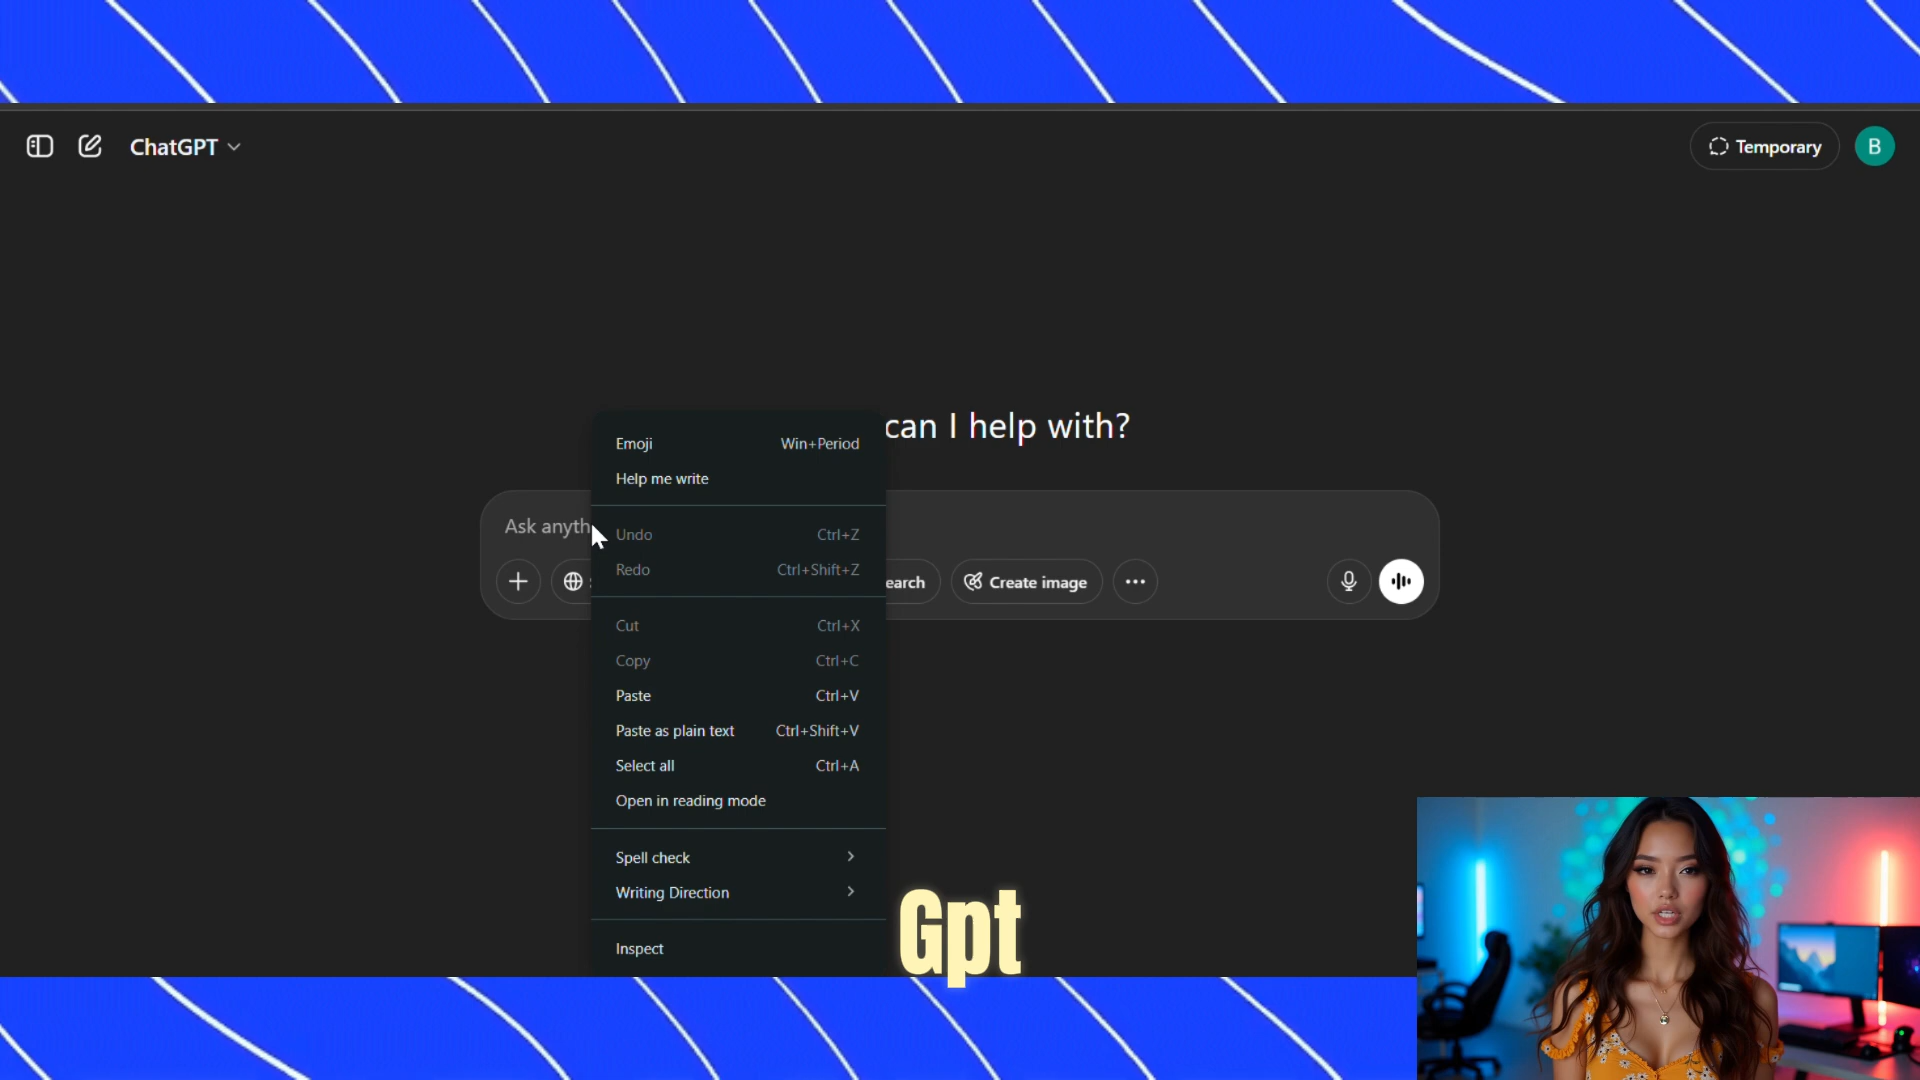 ChatGPT
Temporary
B
can I help with?
Ask anyth
earch
Create image
Emoji Win+Period
Help me write
Undo Ctrl+Z
Redo Ctrl+Shift+Z
Cut Ctrl+X
Copy Ctrl+C
Paste Ctrl+V
Paste as plain text Ctrl+Shift+V
Select all Ctrl+A
Open in reading mode
Spell check
Writing Direction
Inspect
Gpt